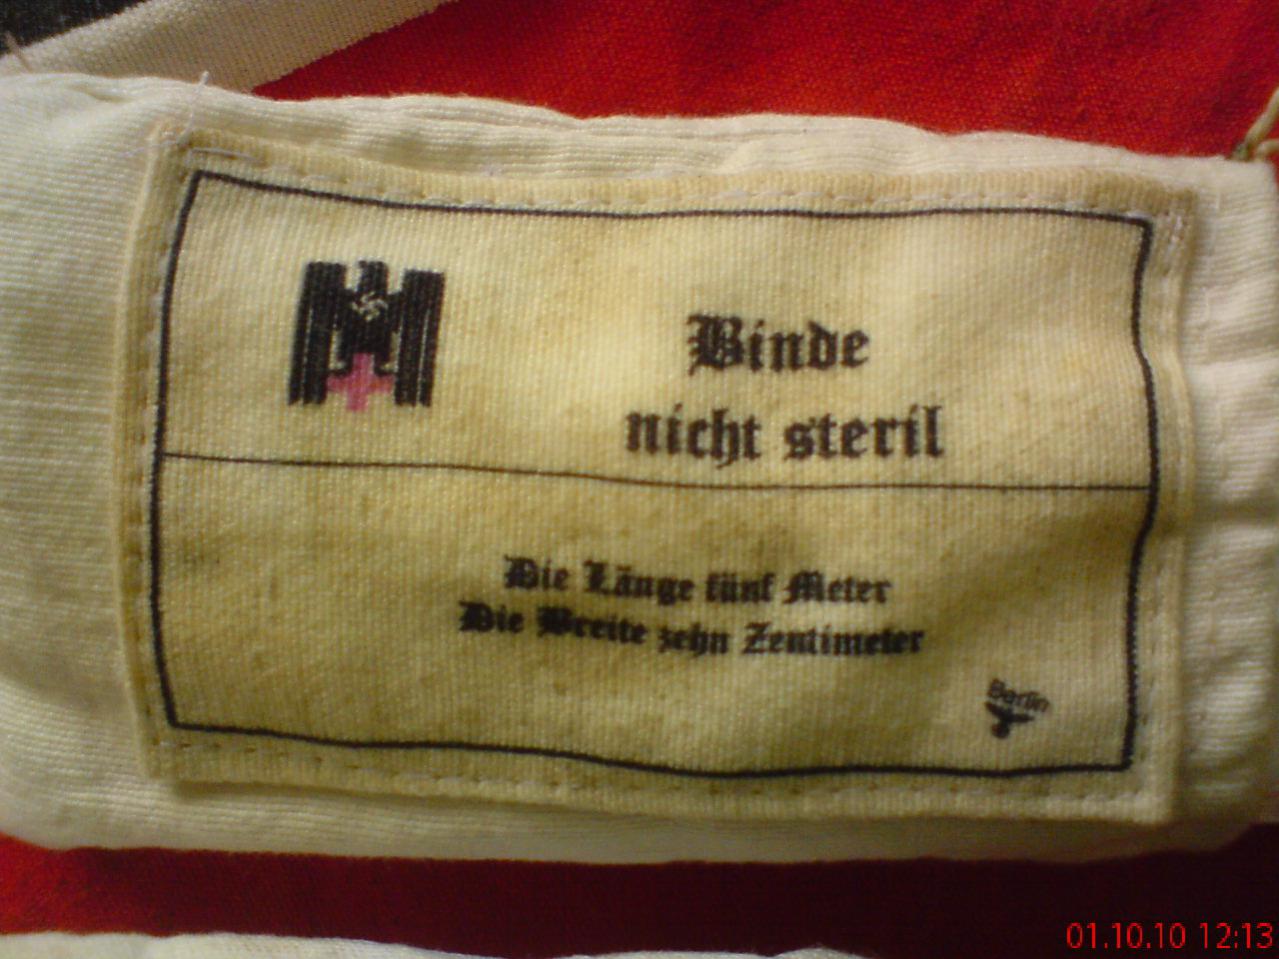 Binde
nicht steril
Die Länge fünf Meter
Die Breite zehn Zentimeter
Berlin
01.10.10 12:13